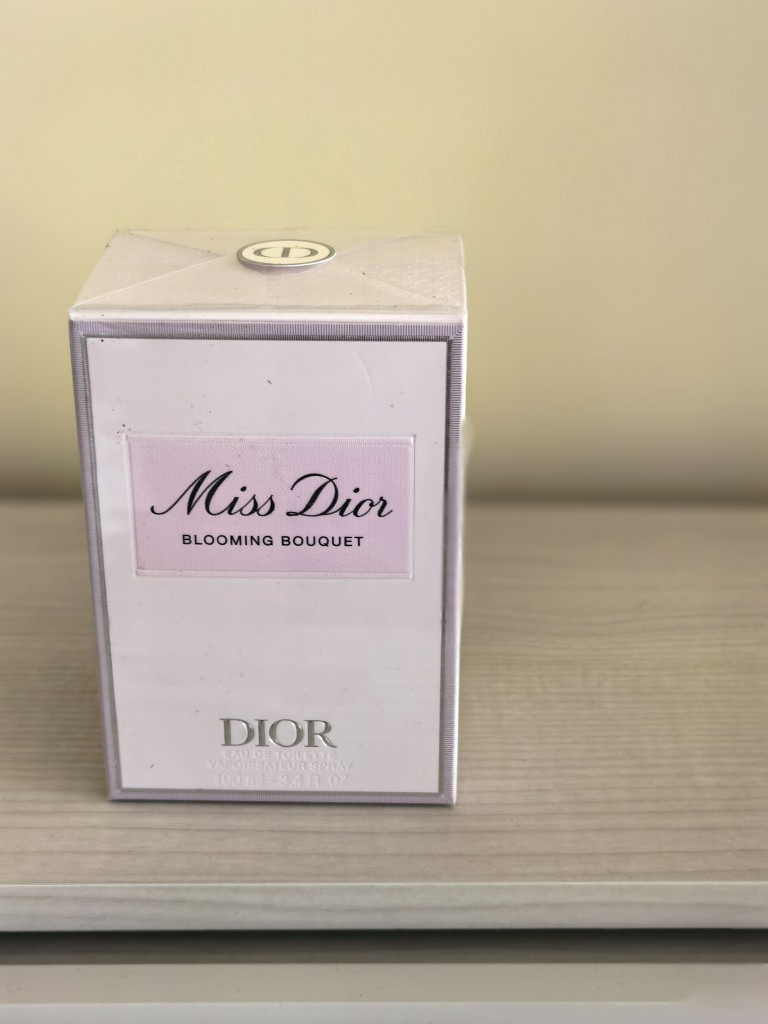 Miss Dior
BLOOMING BOUQUET
DIOR
EAU DE TOILETTE
VAPORISATEUR SPRAY
100 ml - 3.4 FL. OZ